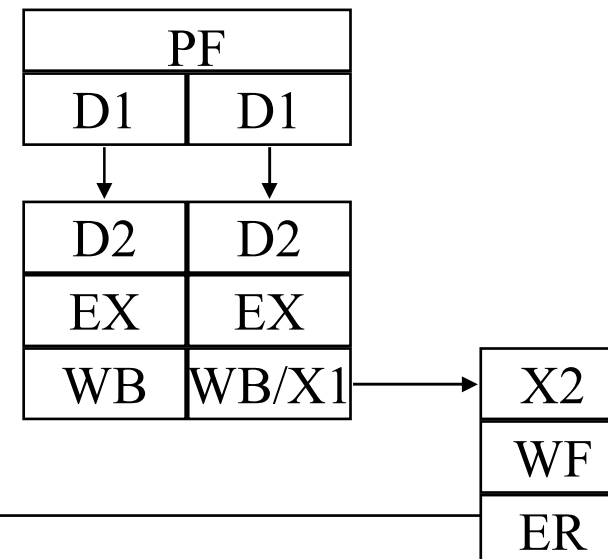 PF
D1 D1
D2 D2
EX EX
WB WB/X1 X2
WF
ER